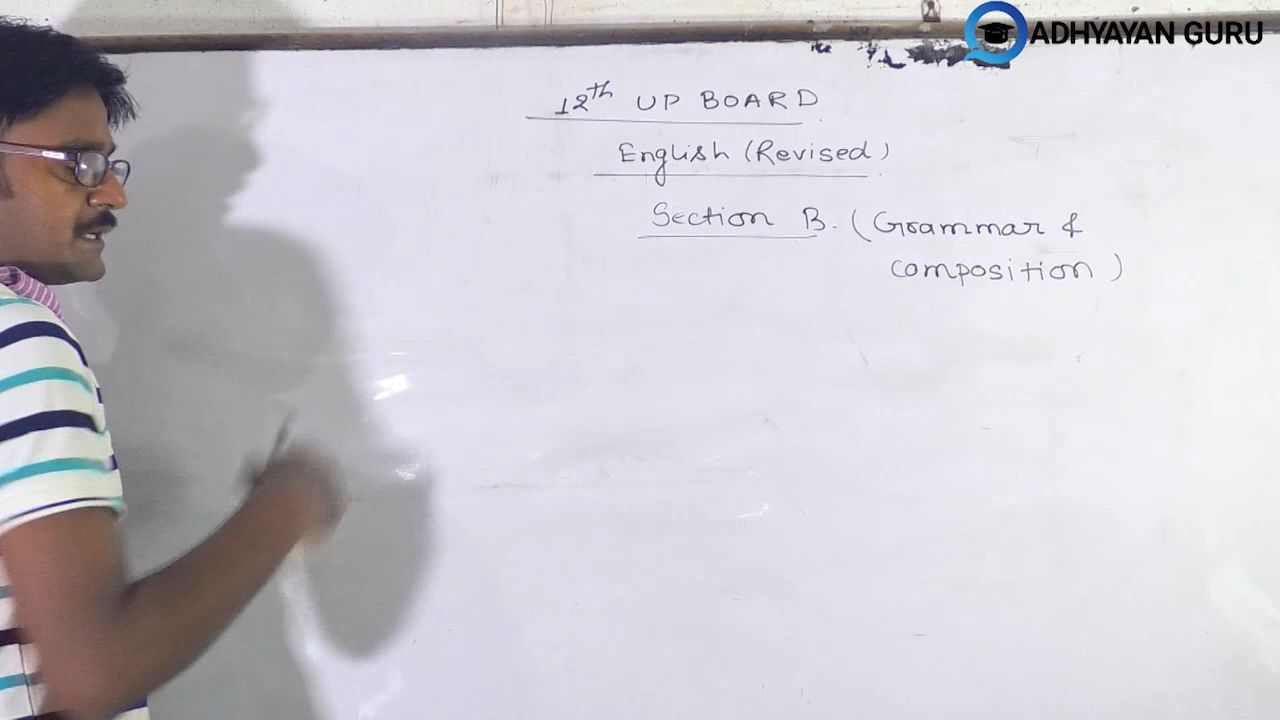 ADHYAYAN GURU
12th UP BOARD.
English (Revised)
Section B. (Grammar &
composition)